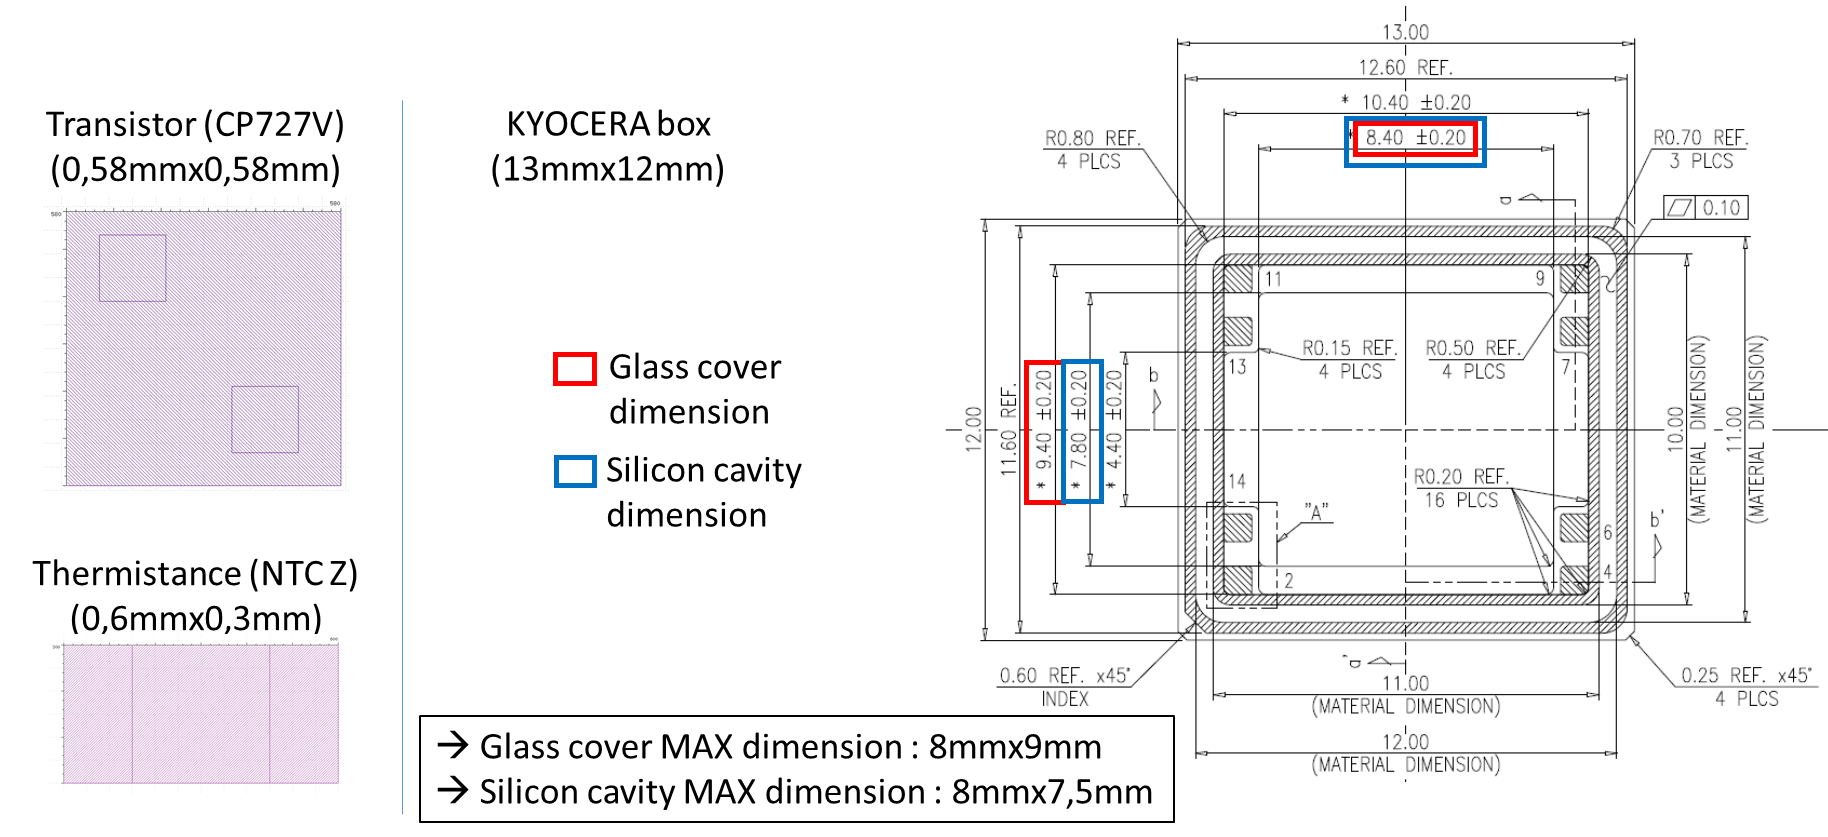 Transistor (CP727V)
(0,58mmx0,58mm)
580
580
Thermistance (NTC Z)
(0,6mmx0,3mm)
600
300
KYOCERA box
(13mmx12mm)
Glass cover
dimension
Silicon cavity
dimension
→ Glass cover MAX dimension : 8mmx9mm
→ Silicon cavity MAX dimension : 8mmx7,5mm
13.00
12.60 REF.
* 10.40 ±0.20
* 8.40 ±0.20
R0.80 REF.
4 PLCS
R0.70 REF.
3 PLCS
0.10
a
11
9
R0.15 REF.
4 PLCS
R0.50 REF.
4 PLCS
13
7
b
12.00
11.60 REF.
* 9.40 ±0.20
* 7.80 ±0.20
* 4.40 ±0.20
10.00
(MATERIAL DIMENSION)
11.00
(MATERIAL DIMENSION)
14
R0.20 REF.
16 PLCS
"A"
6
b'
2
4
a'
0.60 REF. x45°
INDEX
0.25 REF. x45°
4 PLCS
11.00
(MATERIAL DIMENSION)
12.00
(MATERIAL DIMENSION)